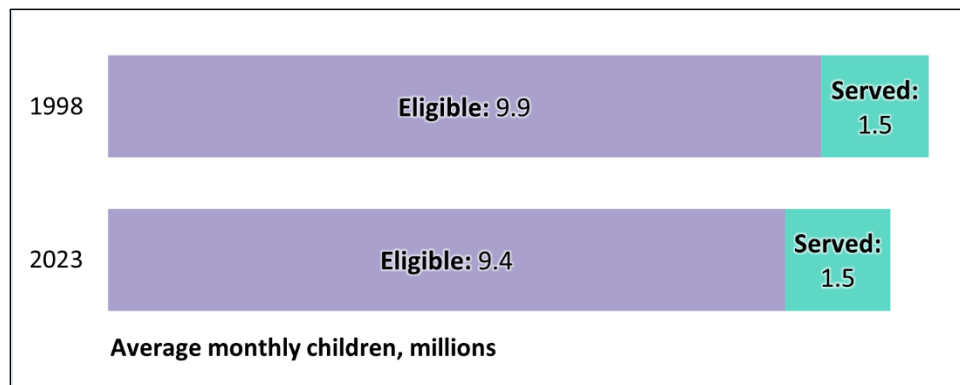 1998
Eligible: 9.9
Served:
1.5
2023
Eligible: 9.4
Served:
1.5
Average monthly children, millions